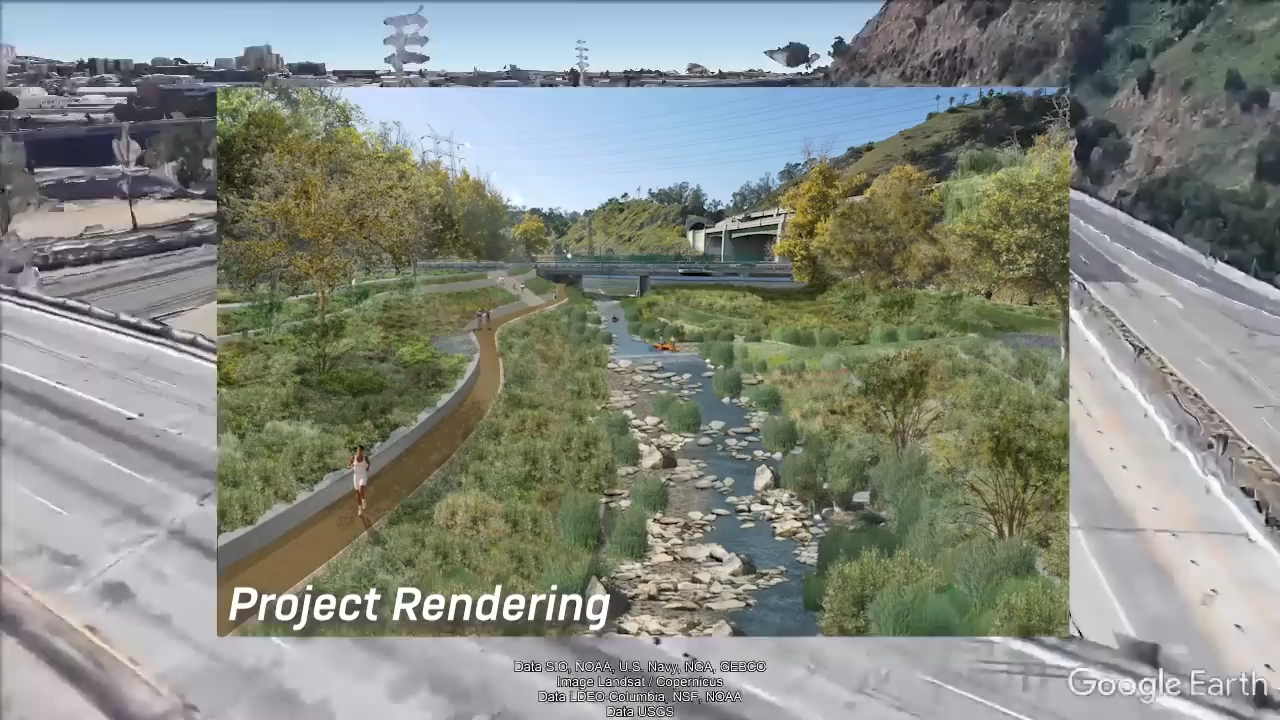 Project Rendering
Data SIO, NOAA, U.S. Navy, NGA, GEBCO
Image Landsat / Copernicus
Data LDEO-Columbia, NSF, NOAA
Data USGS
Google Earth